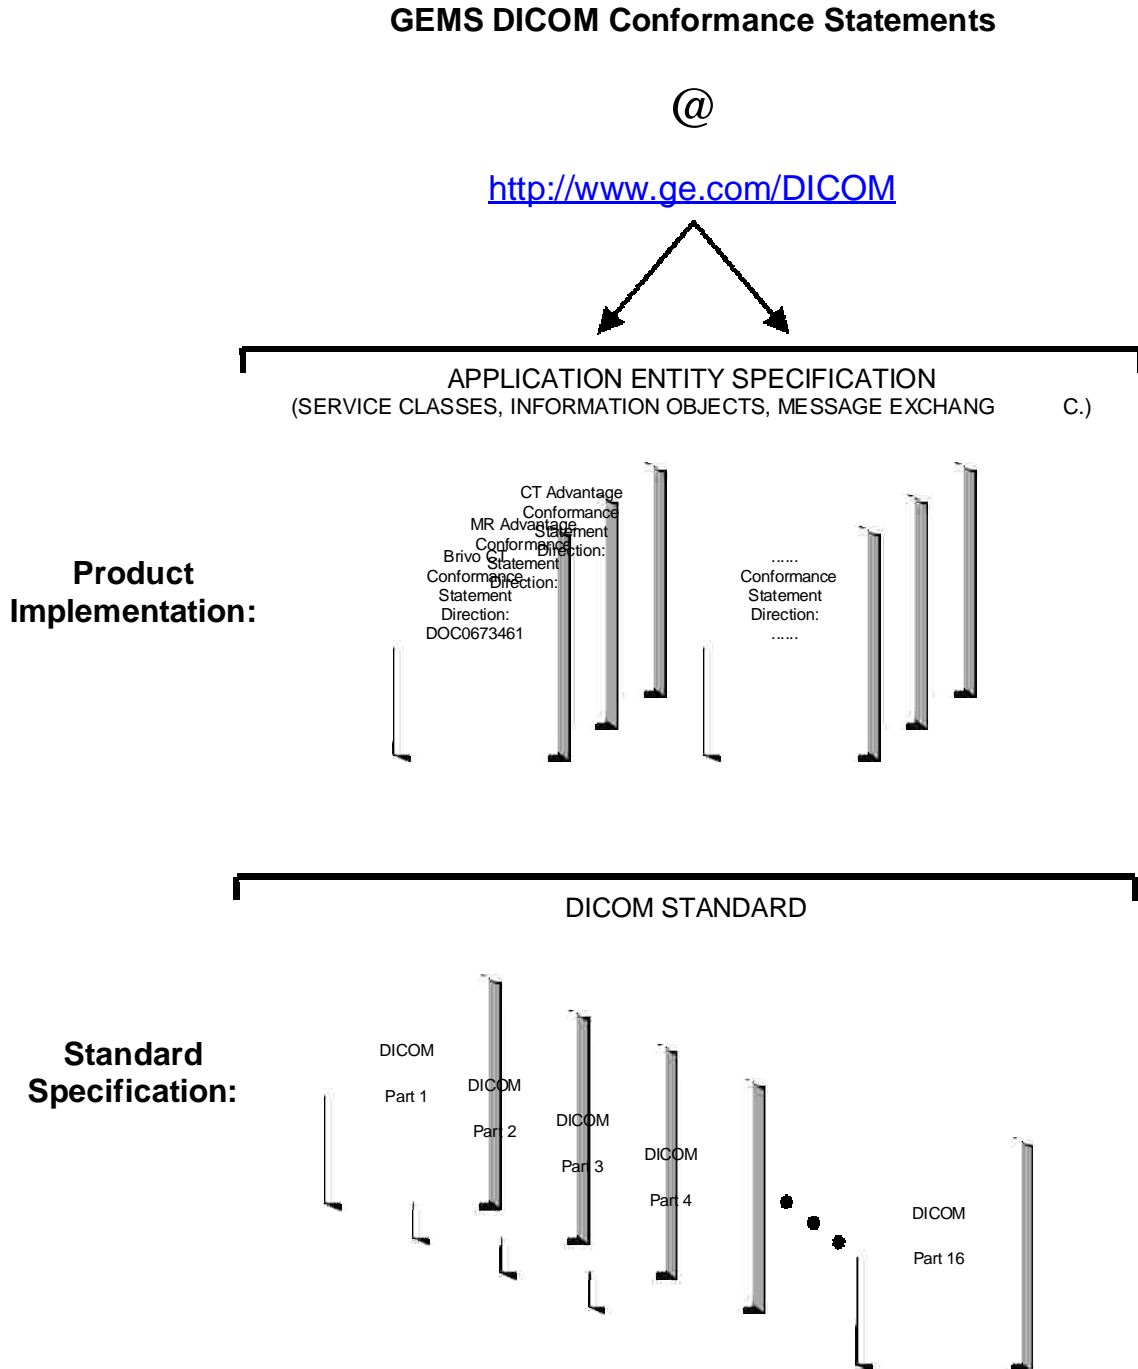 GEMS DICOM Conformance Statements
@
http://www.ge.com/DICOM
APPLICATION ENTITY SPECIFICATION
(SERVICE CLASSES, INFORMATION OBJECTS, MESSAGE EXCHANG C.)
Product
Implementation:
CT Advantage
Conformance
Statement
Direction:
MR Advantage
Conformance
Statement
Direction:
Brivo CT
Conformance
Statement
Direction:
DOC0673461
......
Conformance
Statement
Direction:
......
DICOM STANDARD
Standard
Specification:
DICOM
Part 1
DICOM
Part 2
DICOM
Part 3
DICOM
Part 4
DICOM
Part 16